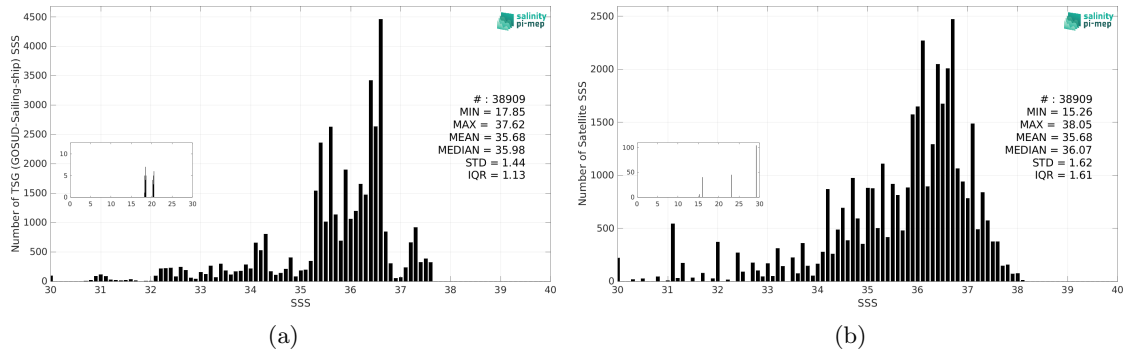 4500
4000
3500
3000
2500
2000
1500
1000
500
0
Number of TSG (GOSUD-Sailing-ship) SSS
salinity
pi-mep
# : 38909
MIN = 17.85
MAX = 37.62
MEAN = 35.68
MEDIAN = 35.98
STD = 1.44
IQR = 1.13
10
5
0
0 5 10 15 20 25 30
30 31 32 33 34 35 36 37 38 39 40
SSS
(a)
2500
2000
1500
1000
500
0
Number of Satellite SSS
salinity
pi-mep
# : 38909
MIN = 15.26
MAX = 38.05
MEAN = 35.68
MEDIAN = 36.07
STD = 1.62
IQR = 1.61
100
50
0
0 5 10 15 20 25 30
30 31 32 33 34 35 36 37 38 39 40
SSS
(b)